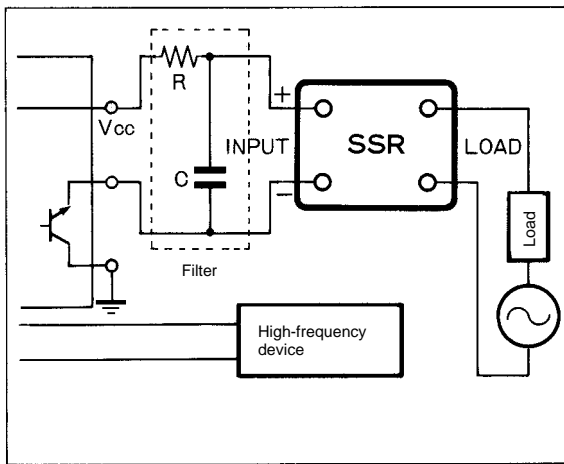 R
+
Vcc
INPUT
SSR
LOAD
C
−
Load
Filter
High-frequency
device